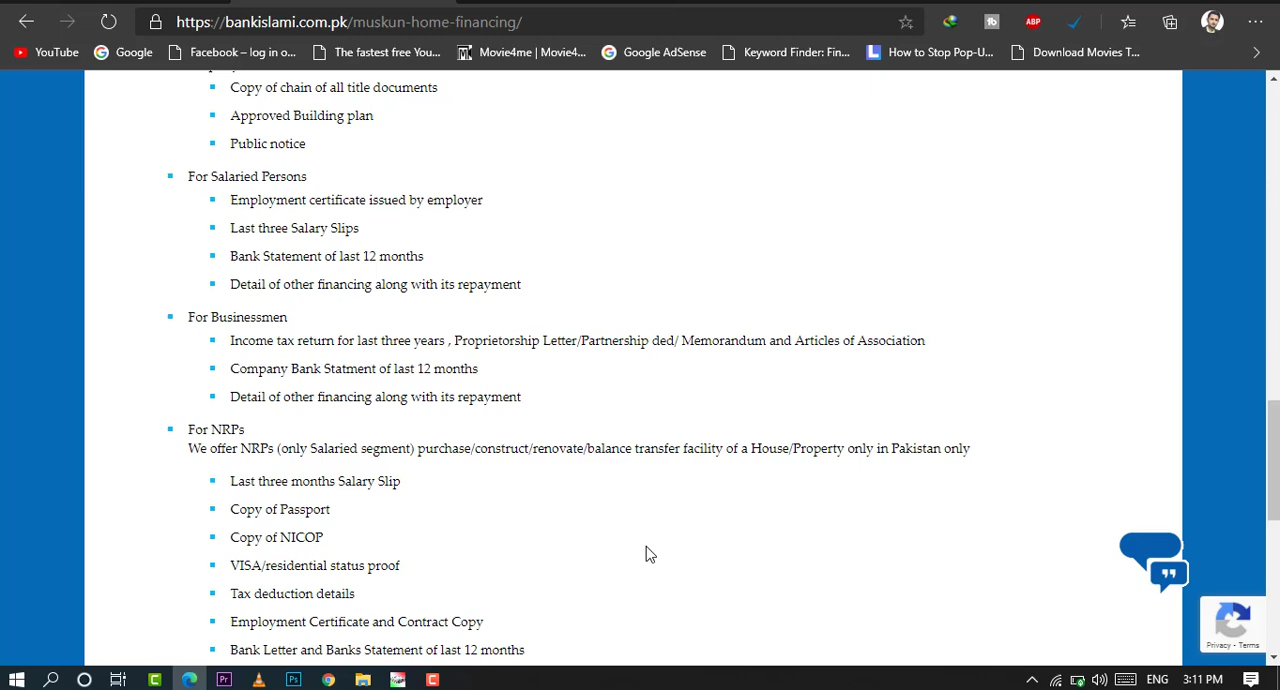 https://bankislami.com.pk/muskun-home-financing/
YouTube
Google
Facebook – log in o...
The fastest free You...
Movie4me | Movie4...
Google AdSense
Keyword Finder: Fin...
How to Stop Pop-U...
Download Movies T...
Copy of chain of all title documents
Approved Building plan
Public notice
For Salaried Persons
Employment certificate issued by employer
Last three Salary Slips
Bank Statement of last 12 months
Detail of other financing along with its repayment
For Businessmen
Income tax return for last three years , Proprietorship Letter/Partnership ded/ Memorandum and Articles of Association
Company Bank Statment of last 12 months
Detail of other financing along with its repayment
For NRPs
We offer NRPs (only Salaried segment) purchase/construct/renovate/balance transfer facility of a House/Property only in Pakistan only
Last three months Salary Slip
Copy of Passport
Copy of NICOP
VISA/residential status proof
Tax deduction details
Employment Certificate and Contract Copy
Bank Letter and Banks Statement of last 12 months
Privacy - Terms
ENG
3:11 PM